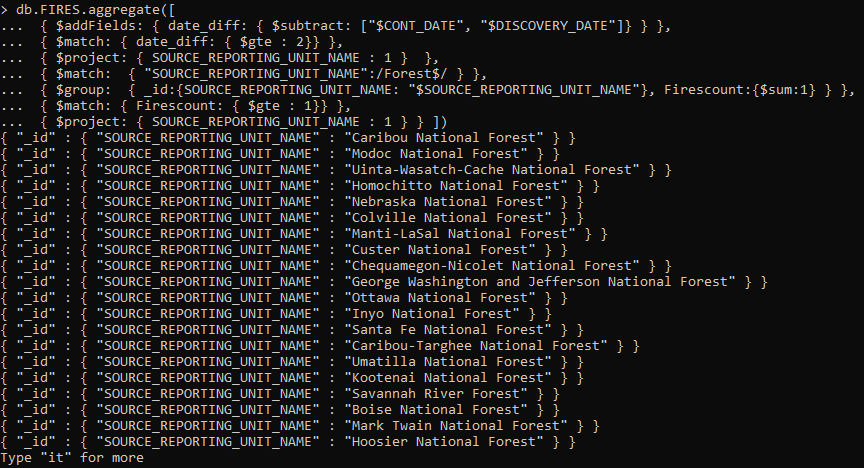 > db.FIRES.aggregate([
...  { $addFields: { date_diff: { $subtract: ["$CONT_DATE", "$DISCOVERY_DATE"]} } },
...  { $match: { date_diff: { $gte : 2}} },
...  { $project: { SOURCE_REPORTING_UNIT_NAME : 1 }  },
...  { $match:  { "SOURCE_REPORTING_UNIT_NAME":/Forest$/ } },
...  { $group:  { _id:{SOURCE_REPORTING_UNIT_NAME: "$SOURCE_REPORTING_UNIT_NAME"}, Firescount:{$sum:1} } },
...  { $match: { Firescount: { $gte : 1}} },
...  { $project: { SOURCE_REPORTING_UNIT_NAME : 1 } } ])
{ "_id" : { "SOURCE_REPORTING_UNIT_NAME" : "Caribou National Forest" } }
{ "_id" : { "SOURCE_REPORTING_UNIT_NAME" : "Modoc National Forest" } }
{ "_id" : { "SOURCE_REPORTING_UNIT_NAME" : "Uinta-Wasatch-Cache National Forest" } }
{ "_id" : { "SOURCE_REPORTING_UNIT_NAME" : "Homochitto National Forest" } }
{ "_id" : { "SOURCE_REPORTING_UNIT_NAME" : "Nebraska National Forest" } }
{ "_id" : { "SOURCE_REPORTING_UNIT_NAME" : "Colville National Forest" } }
{ "_id" : { "SOURCE_REPORTING_UNIT_NAME" : "Manti-LaSal National Forest" } }
{ "_id" : { "SOURCE_REPORTING_UNIT_NAME" : "Custer National Forest" } }
{ "_id" : { "SOURCE_REPORTING_UNIT_NAME" : "Chequamegon-Nicolet National Forest" } }
{ "_id" : { "SOURCE_REPORTING_UNIT_NAME" : "George Washington and Jefferson National Forest" } }
{ "_id" : { "SOURCE_REPORTING_UNIT_NAME" : "Ottawa National Forest" } }
{ "_id" : { "SOURCE_REPORTING_UNIT_NAME" : "Inyo National Forest" } }
{ "_id" : { "SOURCE_REPORTING_UNIT_NAME" : "Santa Fe National Forest" } }
{ "_id" : { "SOURCE_REPORTING_UNIT_NAME" : "Caribou-Targhee National Forest" } }
{ "_id" : { "SOURCE_REPORTING_UNIT_NAME" : "Umatilla National Forest" } }
{ "_id" : { "SOURCE_REPORTING_UNIT_NAME" : "Kootenai National Forest" } }
{ "_id" : { "SOURCE_REPORTING_UNIT_NAME" : "Savannah River Forest" } }
{ "_id" : { "SOURCE_REPORTING_UNIT_NAME" : "Boise National Forest" } }
{ "_id" : { "SOURCE_REPORTING_UNIT_NAME" : "Mark Twain National Forest" } }
{ "_id" : { "SOURCE_REPORTING_UNIT_NAME" : "Hoosier National Forest" } }
Type "it" for more